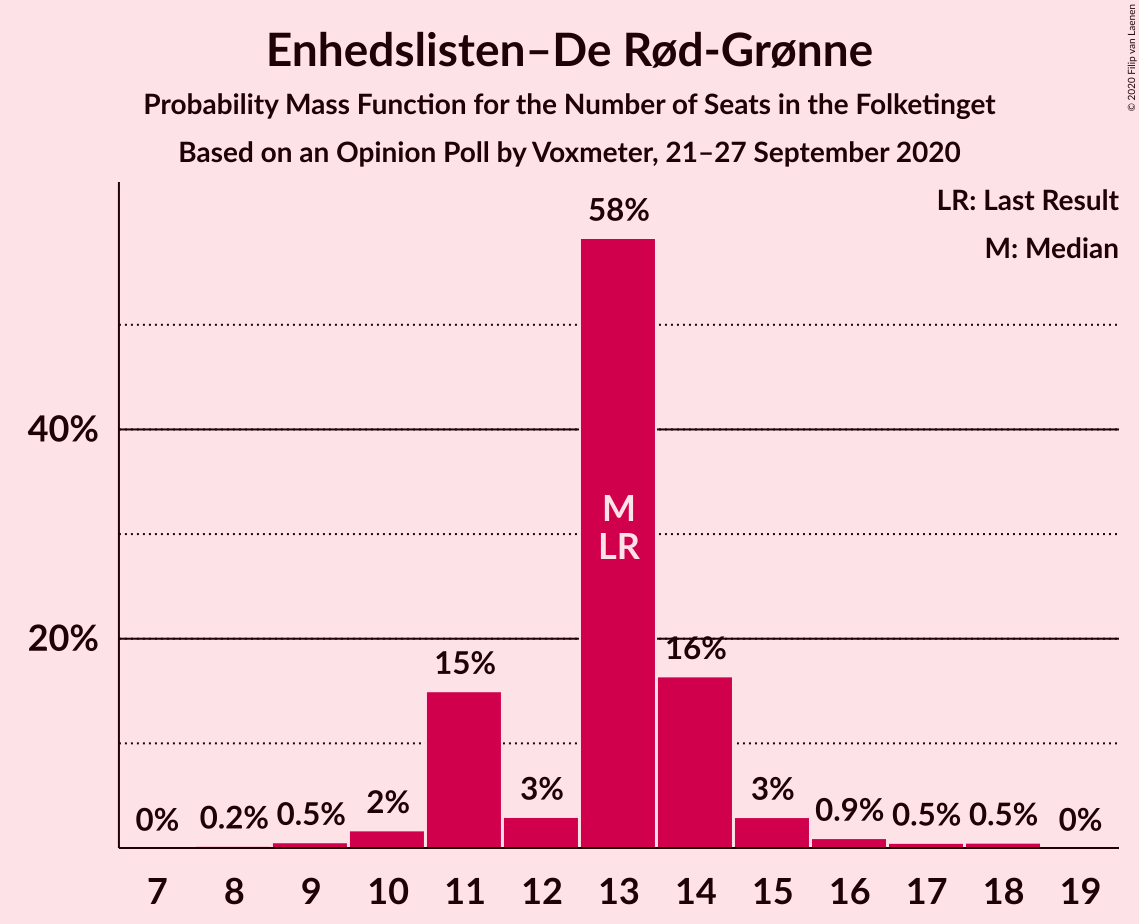 Enhedslisten–De Rød-Grønne
Probability Mass Function for the Number of Seats in the Folketinget
Based on an Opinion Poll by Voxmeter, 21–27 September 2020
© 2020 Filip van Laenen
LR: Last Result
M: Median
58%
40%
M
LR
20%
16%
15%
3%
3%
2%
0.9%
0.5%
0.5%
0.5%
0.2%
0%
0%
7 8 9 10 11 12 13 14 15 16 17 18 19